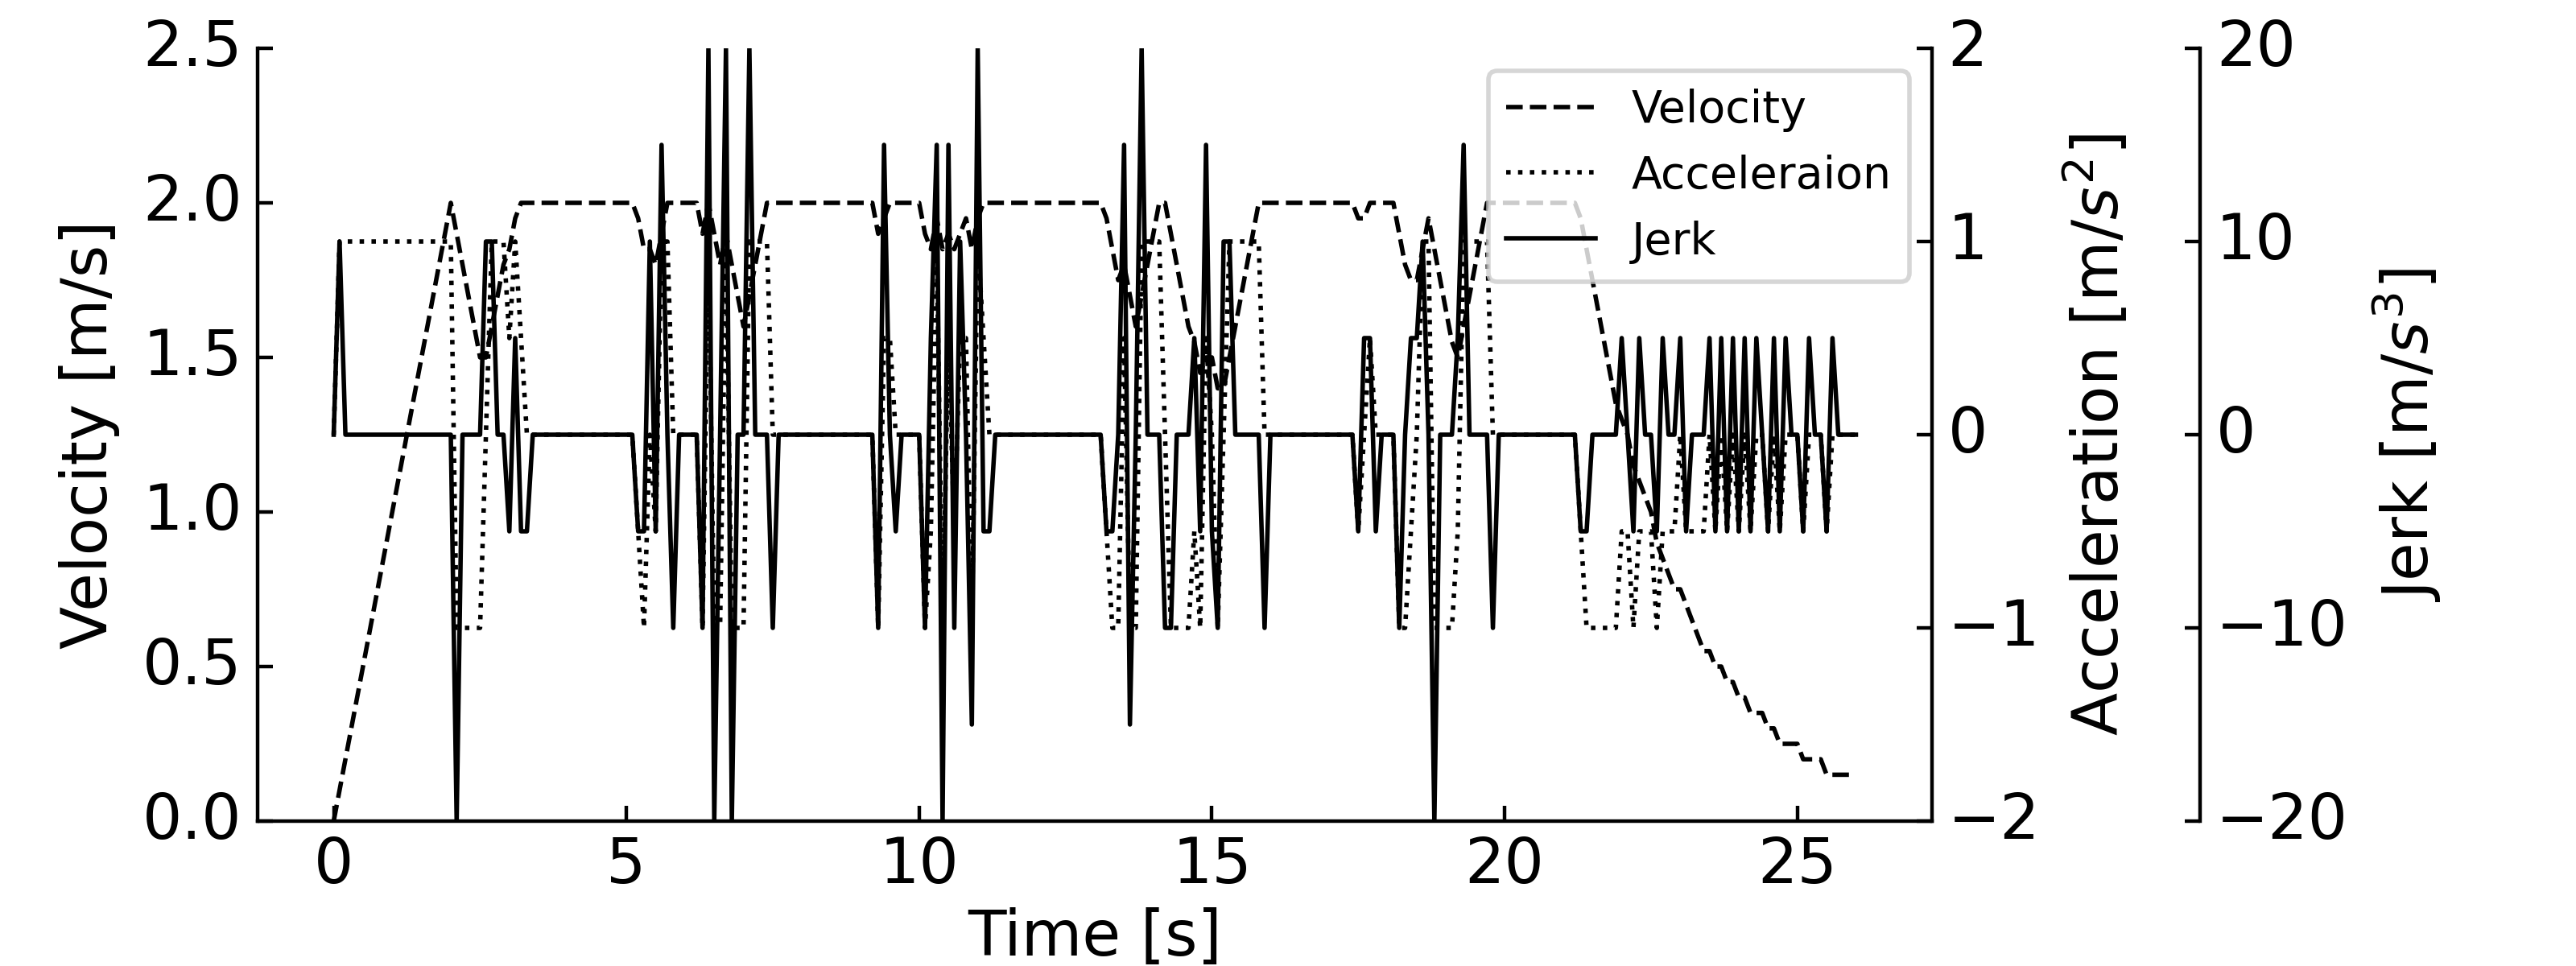 Velocity [m/s]
2.5
2.0
1.5
1.0
0.5
0.0
0 5 10 15 20 25
Time [s]
Velocity
Acceleraion
Jerk
2
1
0
−1
−2
Acceleration [m/s²]
20
10
0
−10
−20
Jerk [m/s³]